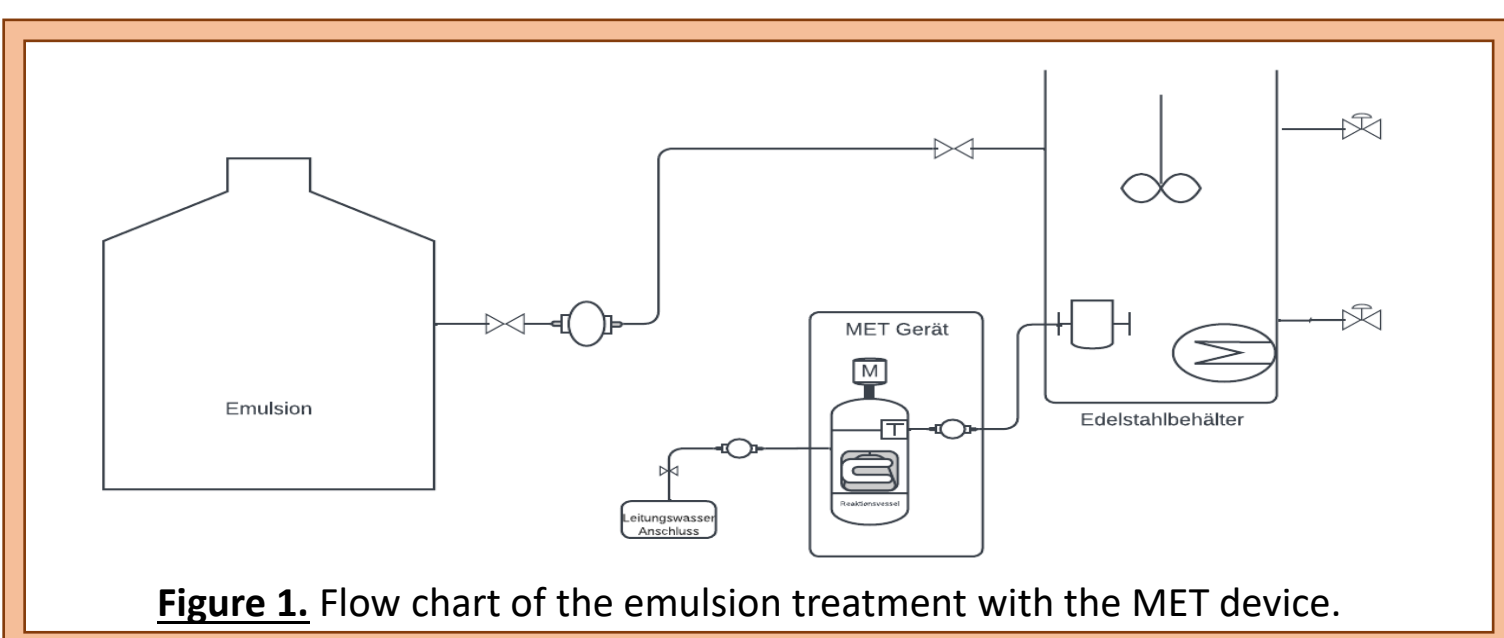 MET Gerät
M
Emulsion
Edelstahlbehälter
T
Reaktionsvessel
Leitungswasser
Anschluss
Figure 1. Flow chart of the emulsion treatment with the MET device.